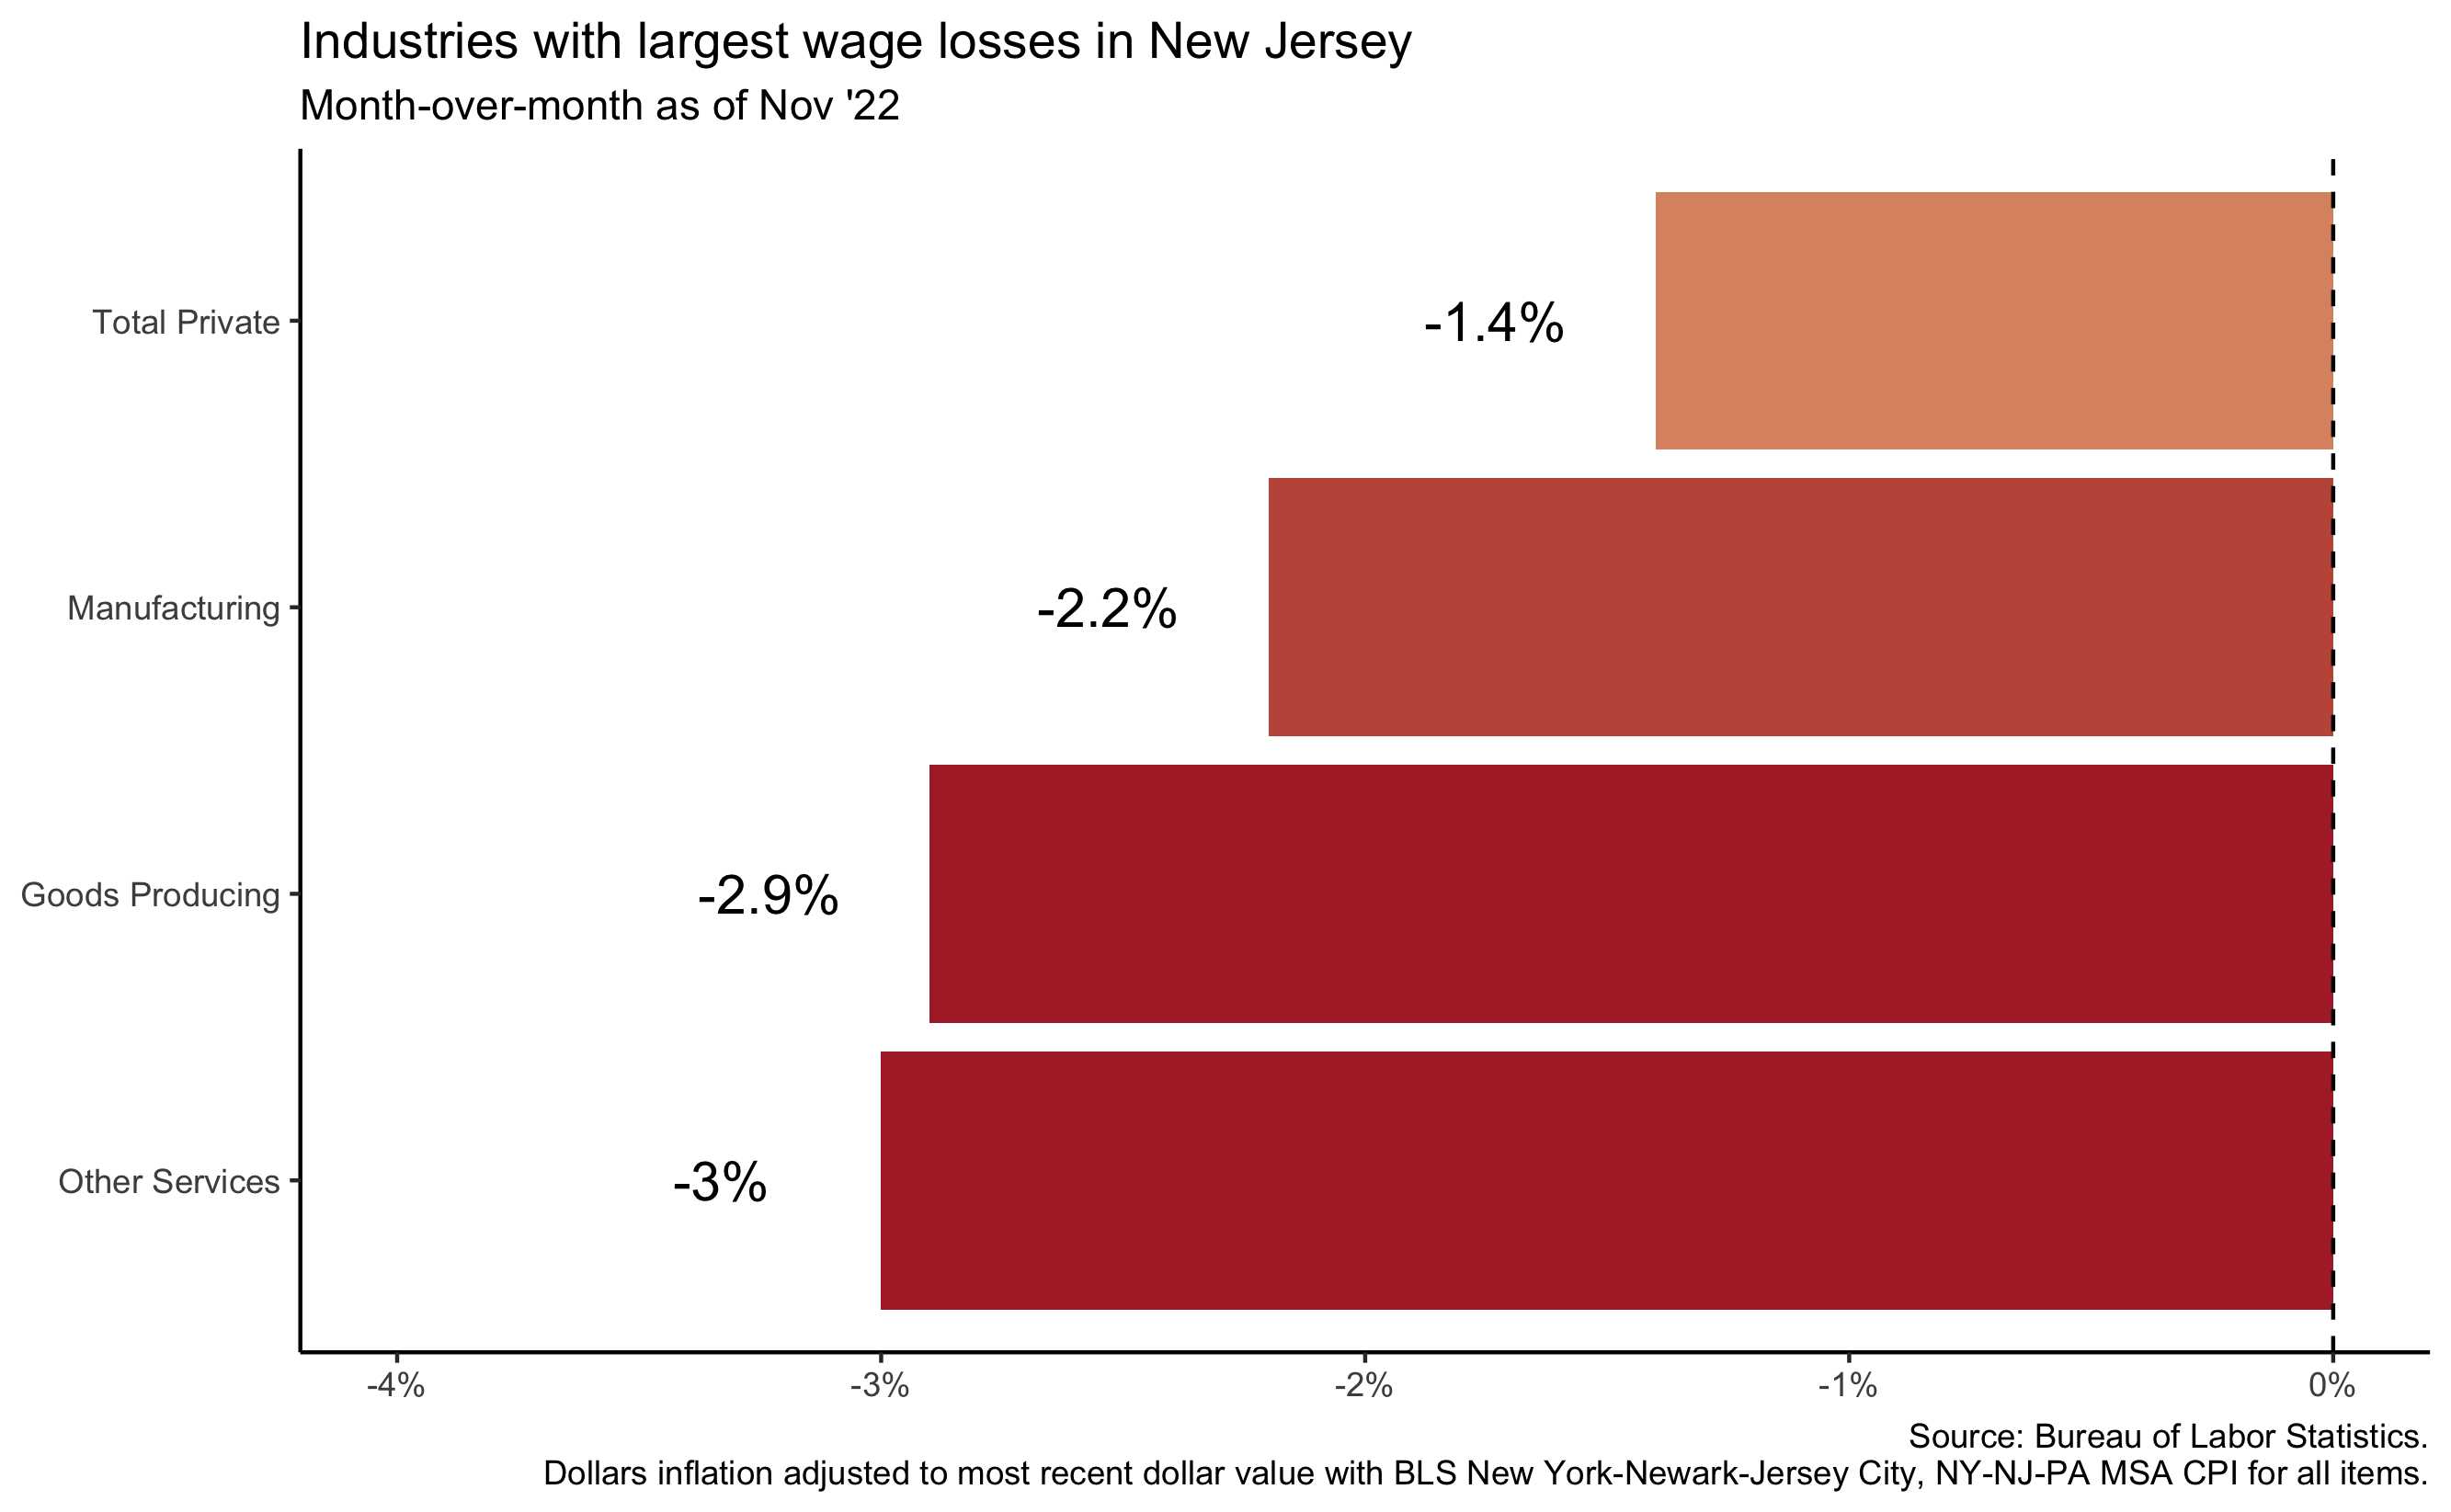 Industries with largest wage losses in New Jersey
Month-over-month as of Nov '22
Total Private
-1.4%
Manufacturing
-2.2%
Goods Producing
-2.9%
Other Services
-3%
-4%
-3%
-2%
-1%
0%
Source: Bureau of Labor Statistics.
Dollars inflation adjusted to most recent dollar value with BLS New York-Newark-Jersey City, NY-NJ-PA MSA CPI for all items.